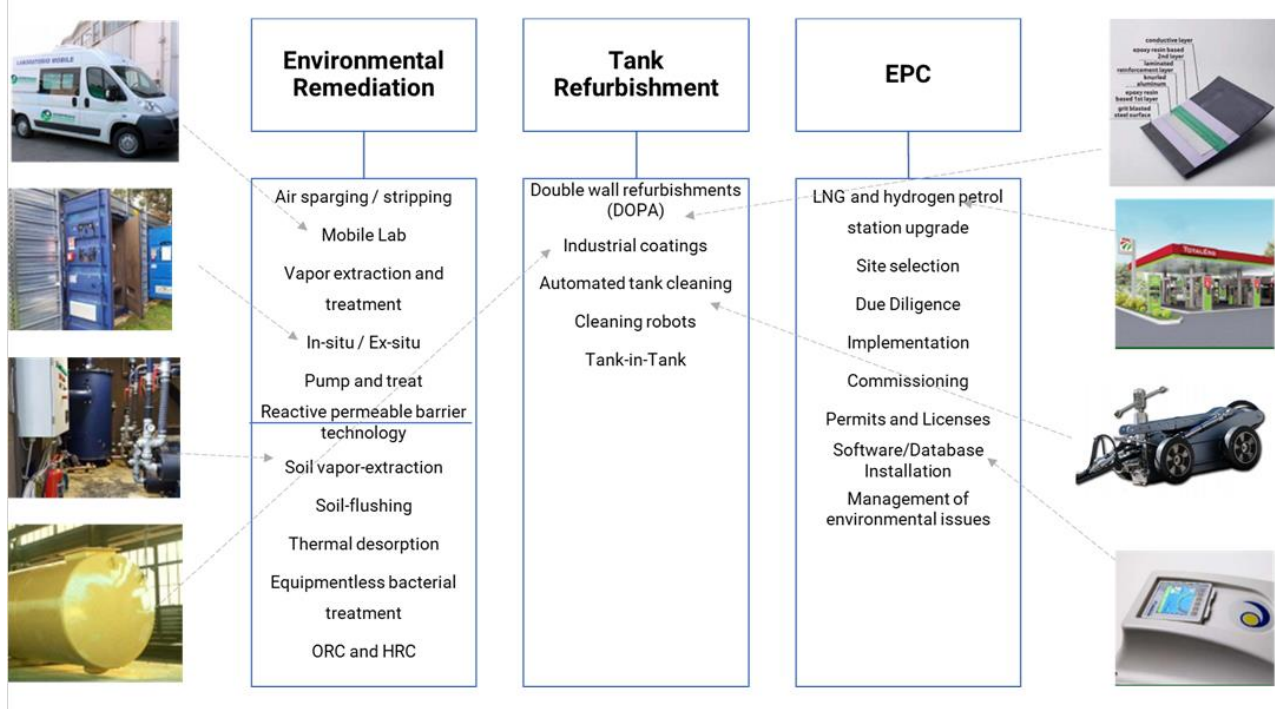 LABORATORIO MOBILE
Environmental
Remediation
Air sparging / stripping
Mobile Lab
Vapor extraction and
treatment
In-situ / Ex-situ
Pump and treat
Reactive permeable barrier
technology
Soil vapor-extraction
Soil-flushing
Thermal desorption
Equipmentless bacterial
treatment
ORC and HRC
Tank
Refurbishment
Double wall refurbishments
(DOPA)
Industrial coatings
Automated tank cleaning
Cleaning robots
Tank-in-Tank
EPC
LNG and hydrogen petrol
station upgrade
Site selection
Due Diligence
Implementation
Commissioning
Permits and Licenses
Software/Database
Installation
Management of
environmental issues
conductive layer
epoxy resin based
2nd layer
laminated
reinforcement layer
knurled
aluminum
epoxy resin
based 1st layer
grit blasted
steel surface
TOTALERG